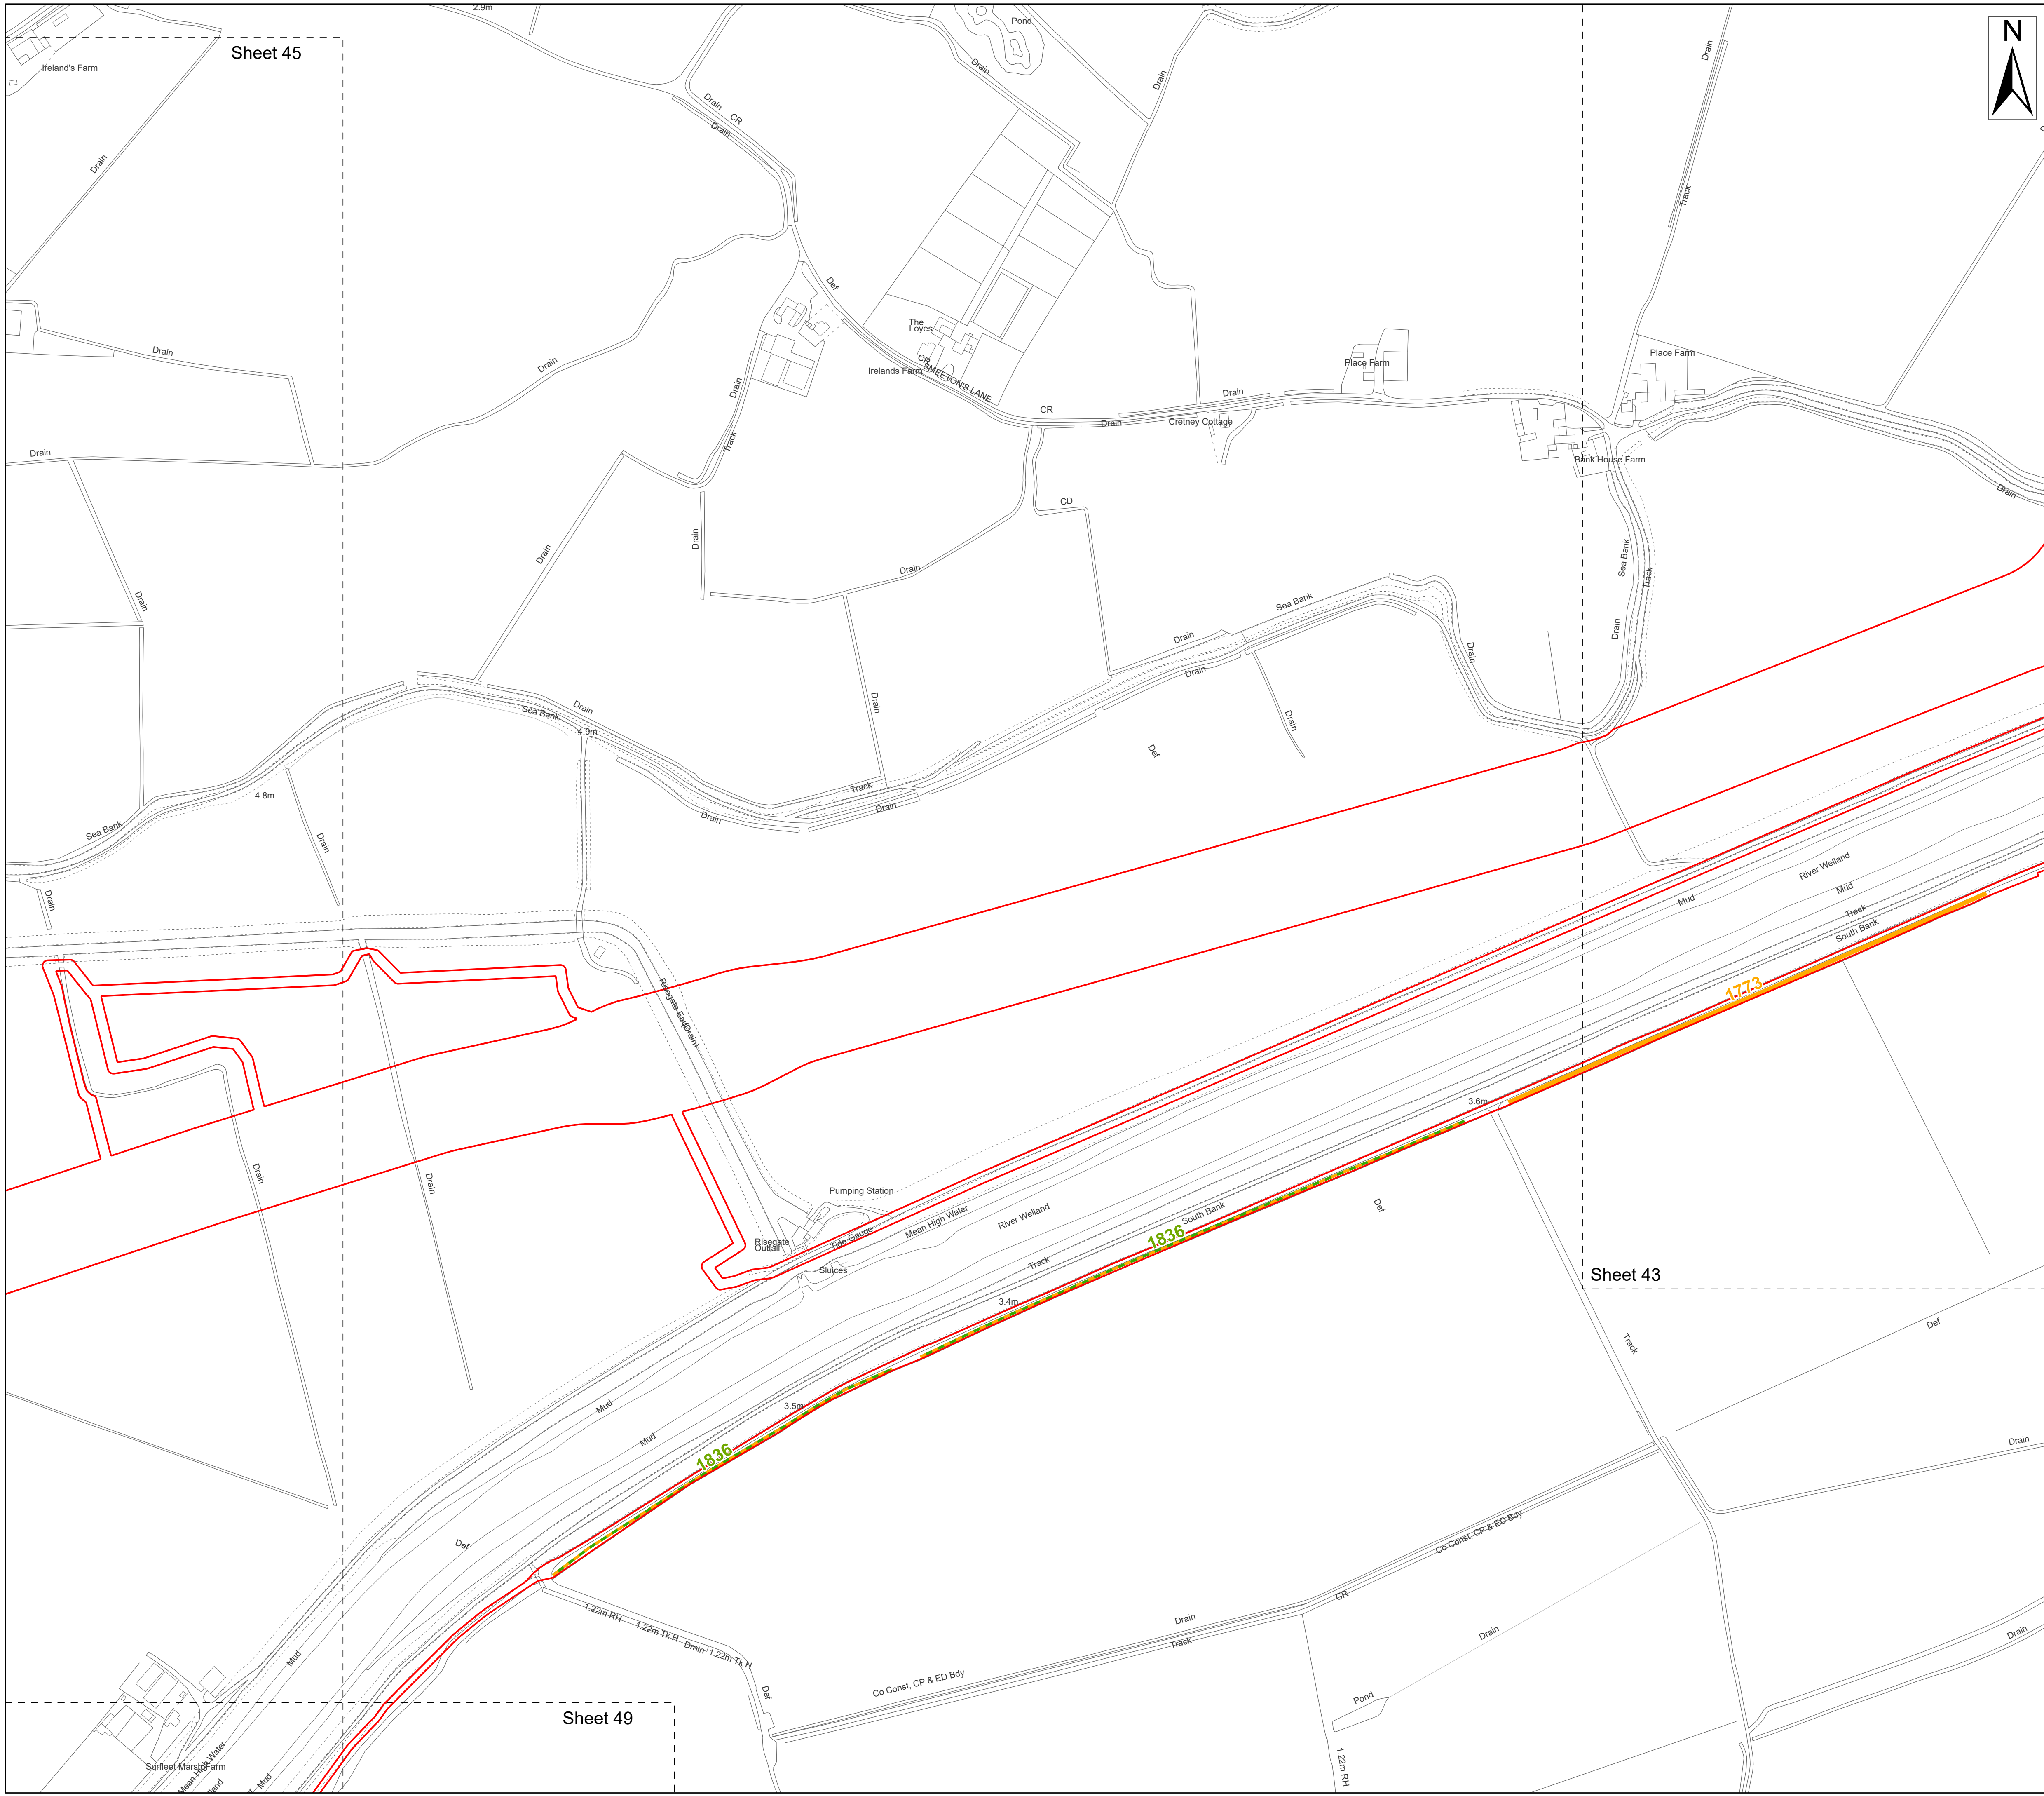 2.9m
Pond
N
Sheet 45
Ireland's Farm
Drain
Drain
Drain
Drain
CR
Drain
Drain
Track
Def
The
Loyes
Irelands Farm
CR
SMEETON'S LANE
CR
Drain
Drain
Cretney Cottage
Place Farm
Place Farm
Bank House Farm
Drain
Drain
Drain
Drain
Track
Drain
Drain
Drain
CD
Drain
Drain
Sea Bank
Track
Drain
Drain
Sea Bank
Drain
Drain
Drain
Drain
Def
Drain
Sea Bank
Drain
4.9m
4.8m
Sea Bank
Drain
Track
Drain
Drain
Drain
Risegate Eau
(Drain)
River Welland
Mud
Mud
Track
South Bank
1773
3.6m
Drain
Drain
Pumping Station
Risegate
Outfall
Tide Gauge
Sluices
Mean High Water
River Welland
South Bank
1836
Track
3.4m
Def
Sheet 43
Def
Track
Mud
Mud
3.5m
1836
Drain
Def
Co Const, CP & ED Bdy
CR
1.22m RH
1.22m Tk H
Drain
1.22m Tk H
Def
Drain
Track
Co Const, CP & ED Bdy
Drain
Drain
Pond
1.22m RH
Mud
Sheet 49
Surfleet Marsh Farm
Mean High Water
Mud